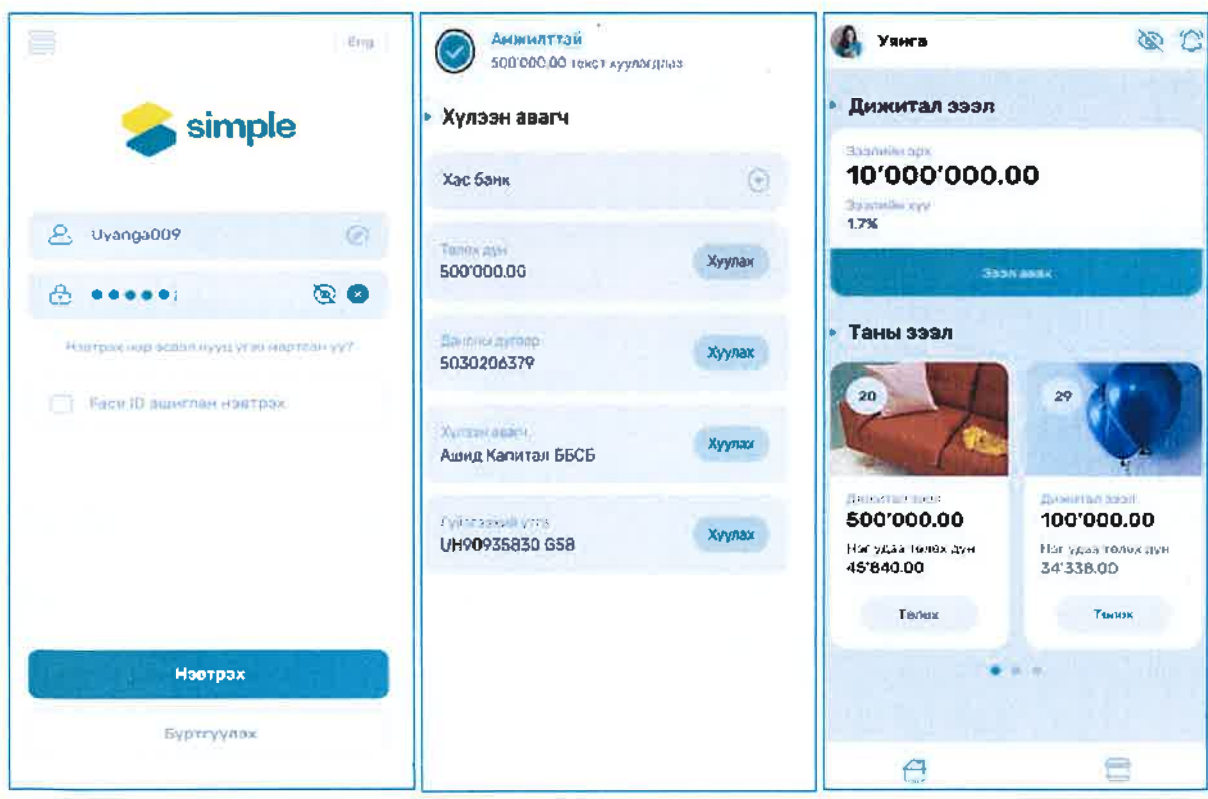 Eng
simple
Uyanga009
Нэвтрэх нэр эсвэл нууц үгээ мартсан уу?
Face ID ашиглан нэвтрэх
Нэвтрэх
Бүртгүүлэх
Амжилттай
500'000.00 текст хуулагдлаа
Хүлээн авагч
Хас банк
Төлөх дүн
500'000.00
Хуулах
Дансны дугаар
5030206379
Хуулах
Хүлээн авагч
Ашид Капитал ББСБ
Хуулах
Гүйлгээний утга
UH90935830 G58
Хуулах
Уянга
Дижитал зээл
Зээлийн эрх
10'000'000.00
Зээлийн хүү
1.7%
Зээл авах
Таны зээл
20
Дижитал зээл
500'000.00
Нэг удаа төлөх дүн
45'840.00
Төлөх
29
Дижитал зээл
100'000.00
Нэг удаа төлөх дүн
34'338.00
Төлөх